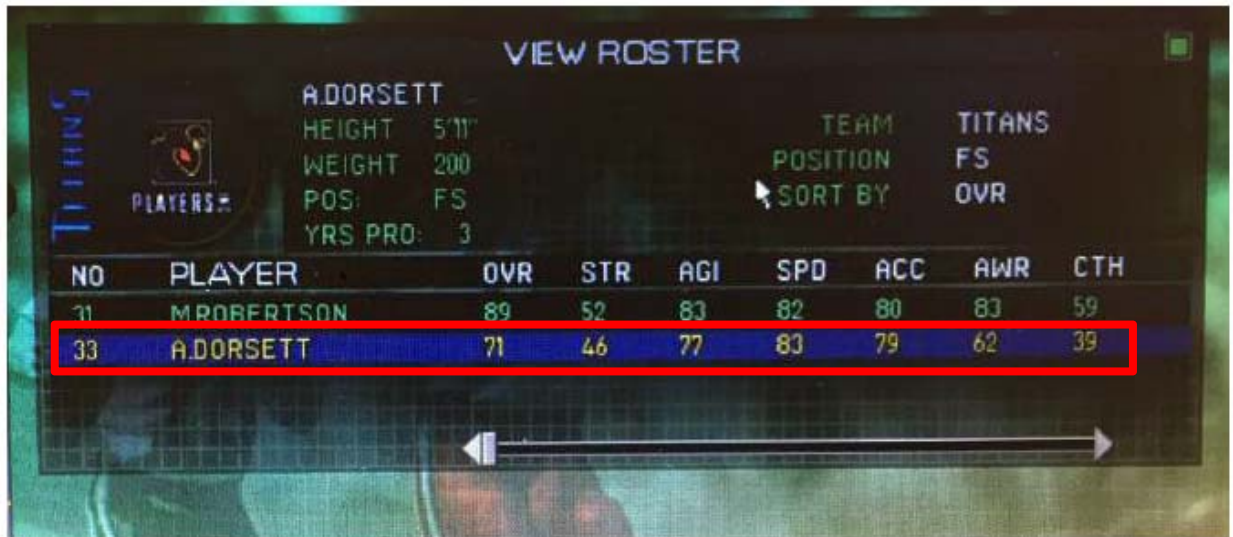 VIEW ROSTER
TITANS
PLAYERS
A.DORSETT
HEIGHT 5'11"
WEIGHT 200
POS: FS
YRS PRO: 3
TEAM TITANS
POSITION FS
SORT BY OVR
NO PLAYER OVR STR AGI SPD ACC AWR CTH
31 M.ROBERTSON 89 52 83 82 80 83 59
33 A.DORSETT 71 46 77 83 79 62 39